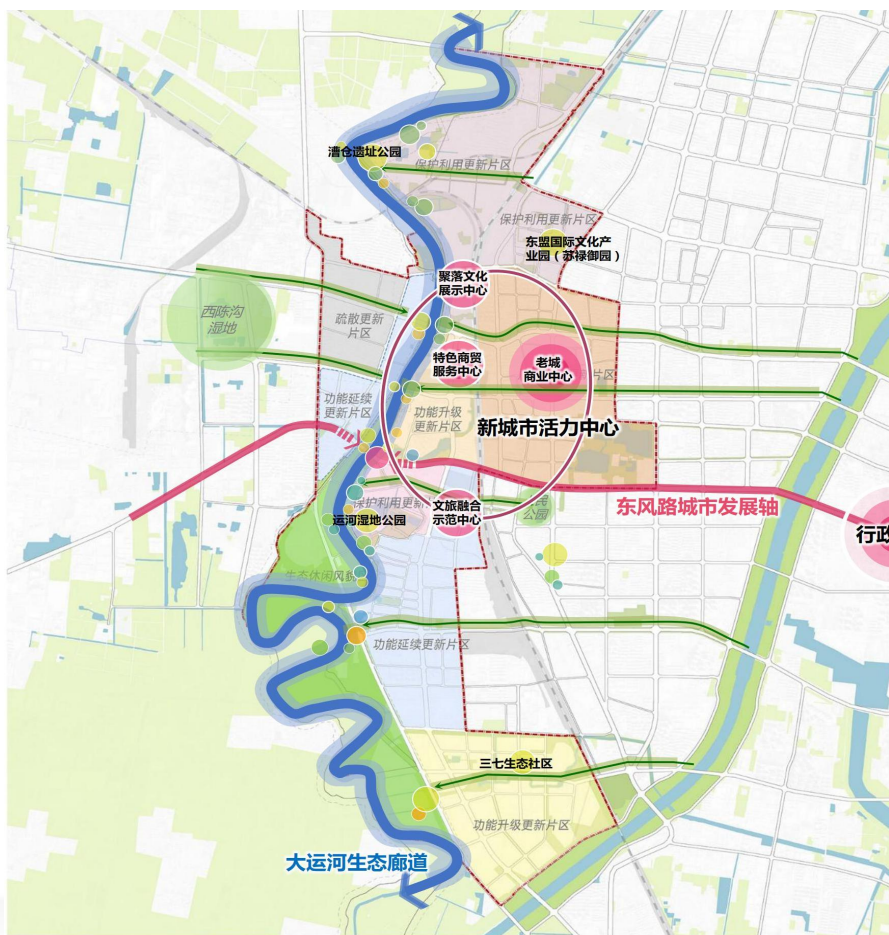 漕仓遗址公园
保护利用更新片区
保护利用更新片区
东盟国际文化产
业园（苏禄御园）
聚落文化
展示中心
西陈沟
湿地
疏散更新
片区
特色商贸
服务中心
老城
商业中心
片区
功能延续
更新片区
功能升级
更新片区
新城市活力中心
东风路城市发展轴
行政
保护利用更新
文旅融合
示范中心
运河湿地公园
公园
生态休闲风貌
功能延续更新片区
三七生态社区
功能升级更新片区
大运河生态廊道